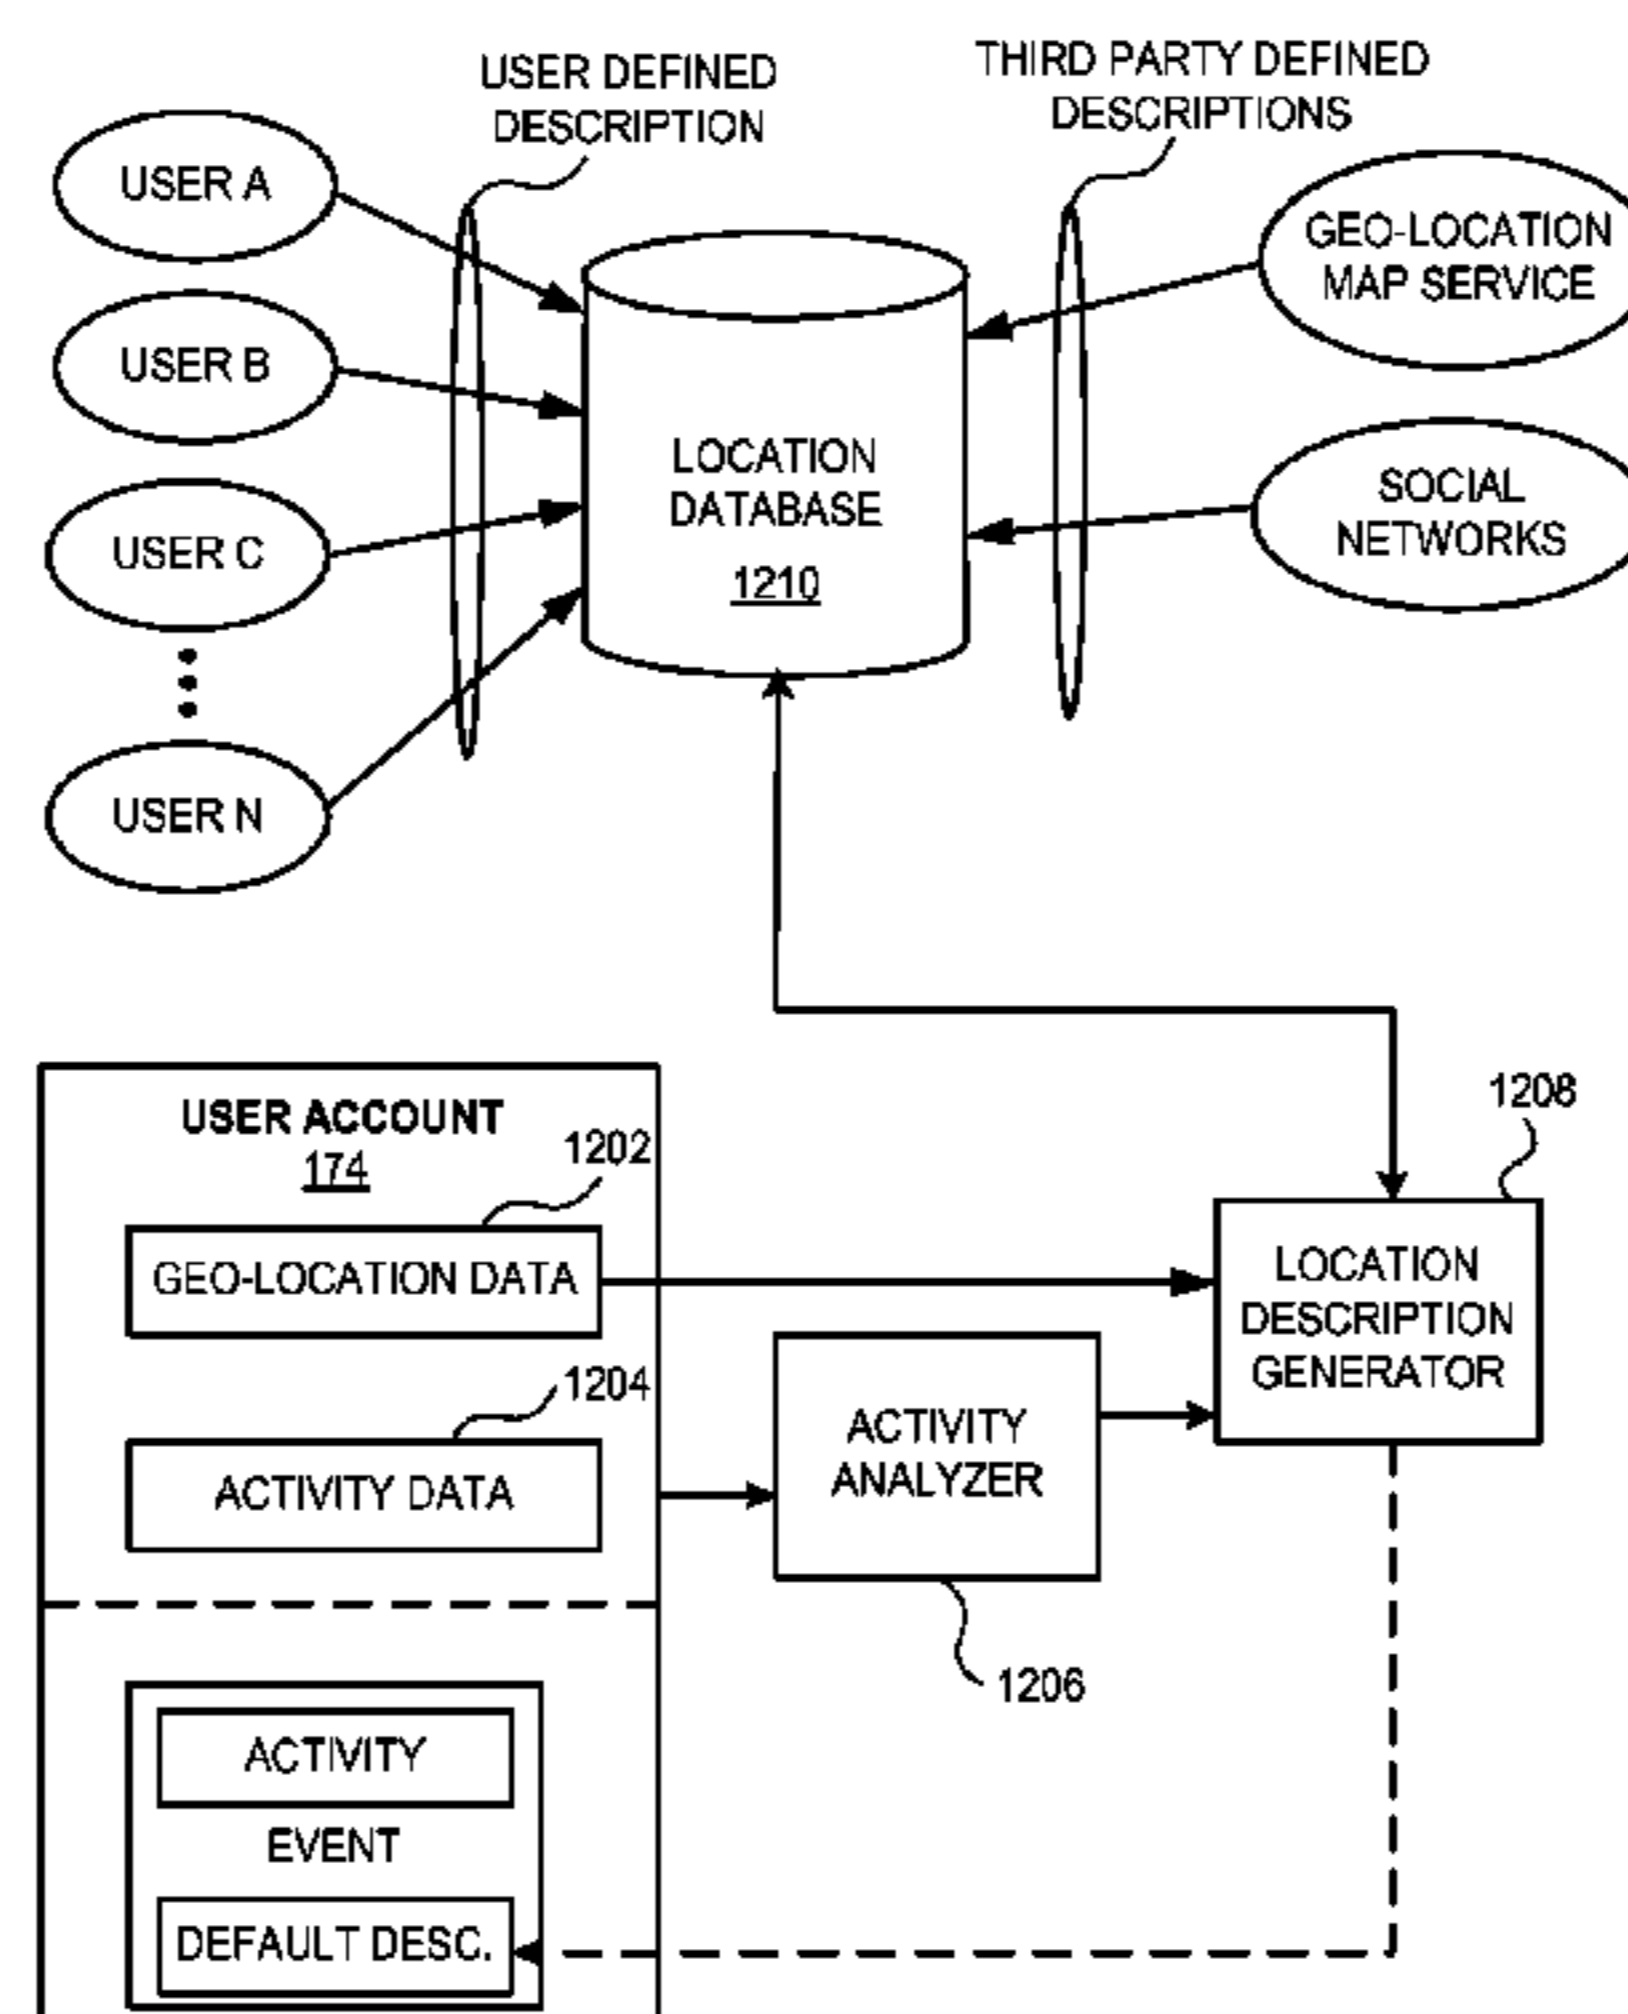 USER DEFINED
DESCRIPTION
THIRD PARTY DEFINED
DESCRIPTIONS
USER A
USER B
USER C
USER N
LOCATION
DATABASE
1210
GEO-LOCATION
MAP SERVICE
SOCIAL
NETWORKS
USER ACCOUNT
174
1202
GEO-LOCATION DATA
1204
ACTIVITY DATA
ACTIVITY
ANALYZER
1206
1208
LOCATION
DESCRIPTION
GENERATOR
ACTIVITY
EVENT
DEFAULT DESC.